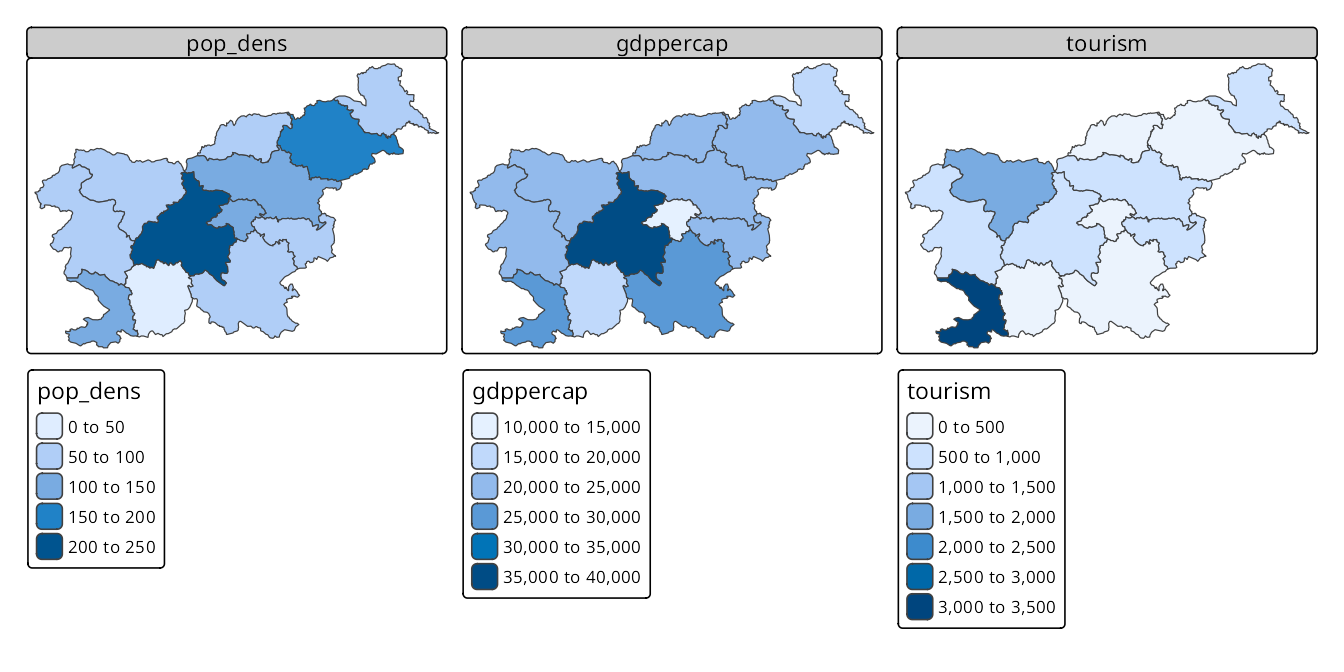 pop_dens
gdppercap
tourism
pop_dens
0 to 50
50 to 100
100 to 150
150 to 200
200 to 250
gdppercap
10,000 to 15,000
15,000 to 20,000
20,000 to 25,000
25,000 to 30,000
30,000 to 35,000
35,000 to 40,000
tourism
0 to 500
500 to 1,000
1,000 to 1,500
1,500 to 2,000
2,000 to 2,500
2,500 to 3,000
3,000 to 3,500